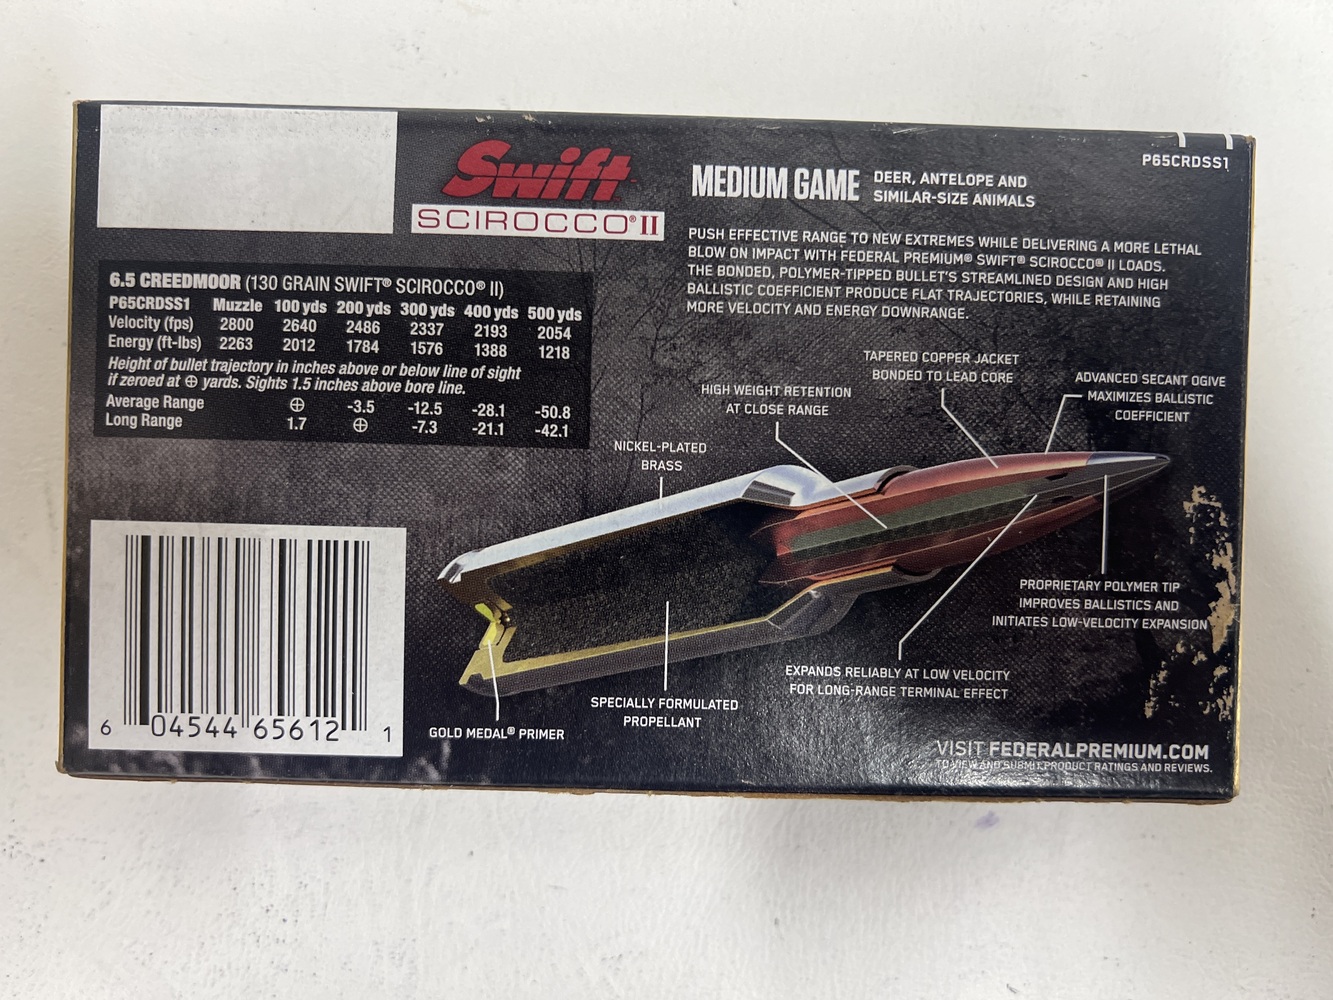 Swift
SCIROCCO® II
MEDIUM GAME
DEER, ANTELOPE AND
SIMILAR-SIZE ANIMALS
P65CRDSS1
PUSH EFFECTIVE RANGE TO NEW EXTREMES WHILE DELIVERING A MORE LETHAL
BLOW ON IMPACT WITH FEDERAL PREMIUM® SWIFT® SCIROCCO® II LOADS.
THE BONDED, POLYMER-TIPPED BULLET'S STREAMLINED DESIGN AND HIGH
BALLISTIC COEFFICIENT PRODUCE FLAT TRAJECTORIES, WHILE RETAINING
MORE VELOCITY AND ENERGY DOWNRANGE.
6.5 CREEDMOOR (130 GRAIN SWIFT® SCIROCCO® II)
P65CRDSS1 Muzzle 100 yds 200 yds 300 yds 400 yds 500 yds
Velocity (fps) 2800 2640 2486 2337 2193 2054
Energy (ft-lbs) 2263 2012 1784 1576 1388 1218
Height of bullet trajectory in inches above or below line of sight
if zeroed at ⊕ yards. Sights 1.5 inches above bore line.
Average Range ⊕ -3.5 -12.5 -28.1 -50.8
Long Range 1.7 ⊕ -7.3 -21.1 -42.1
TAPERED COPPER JACKET
BONDED TO LEAD CORE
ADVANCED SECANT OGIVE
MAXIMIZES BALLISTIC
COEFFICIENT
HIGH WEIGHT RETENTION
AT CLOSE RANGE
NICKEL-PLATED
BRASS
PROPRIETARY POLYMER TIP
IMPROVES BALLISTICS AND
INITIATES LOW-VELOCITY EXPANSION
EXPANDS RELIABLY AT LOW VELOCITY
FOR LONG-RANGE TERMINAL EFFECT
SPECIALLY FORMULATED
PROPELLANT
GOLD MEDAL® PRIMER
6 04544 65612 1
VISIT FEDERALPREMIUM.COM
TO VIEW AND SUBMIT PRODUCT RATINGS AND REVIEWS.